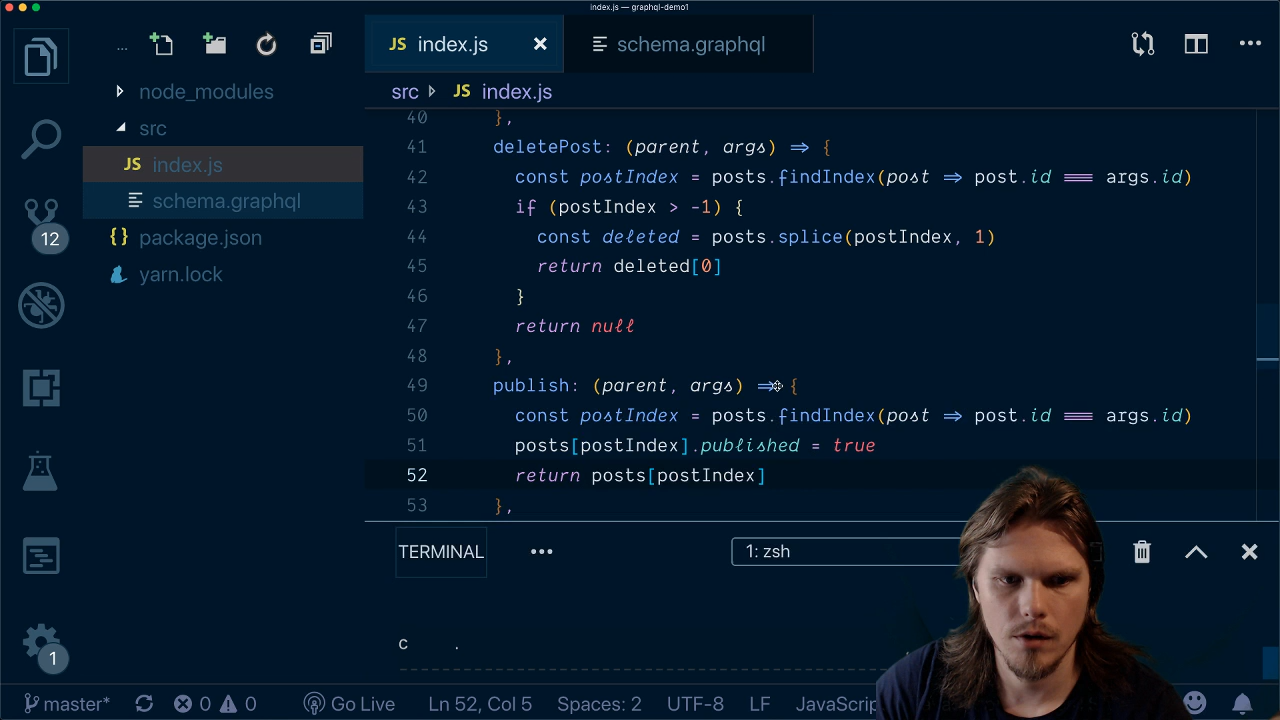 index.js — graphql-demo1
...
JS index.js
schema.graphql
src JS index.js
node_modules
src
JS index.js
schema.graphql
{} package.json
yarn.lock
12
1
40 },
41 deletePost: (parent, args) => {
42 const postIndex = posts.findIndex(post => post.id === args.id)
43 if (postIndex > -1) {
44 const deleted = posts.splice(postIndex, 1)
45 return deleted[0]
46 }
47 return null
48 },
49 publish: (parent, args) => {
50 const postIndex = posts.findIndex(post => post.id === args.id)
51 posts[postIndex].published = true
52 return posts[postIndex]
53 },
TERMINAL
1: zsh
c .
master* 0 0 Go Live Ln 52, Col 5 Spaces: 2 UTF-8 LF